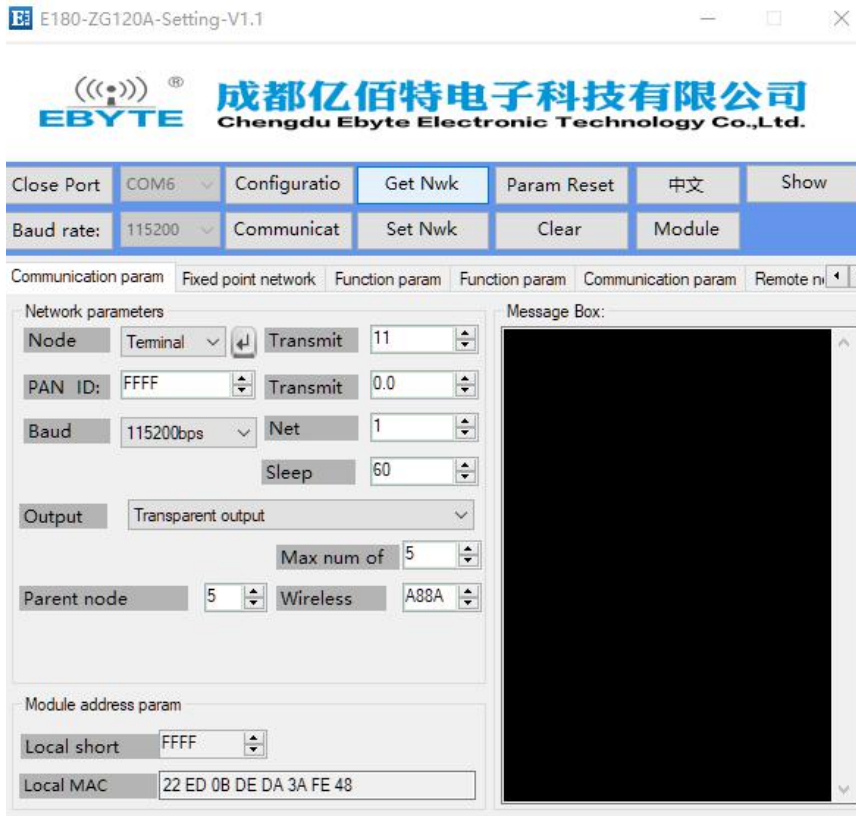 E180-ZG120A-Setting-V1.1
((( ))) ®
EBYTE
成都亿佰特电子科技有限公司
Chengdu Ebyte Electronic Technology Co.,Ltd.
Close Port COM6 Configuratio Get Nwk Param Reset 中文 Show
Baud rate: 115200 Communicat Set Nwk Clear Module
Communication param Fixed point network Function param Function param Communication param Remote n
Network parameters Message Box:
Node Terminal Transmit 11
PAN ID: FFFF Transmit 0.0
Baud 115200bps Net 1
Sleep 60
Output Transparent output
Max num of 5
Parent node 5 Wireless A88A
Module address param
Local short FFFF
Local MAC 22 ED 0B DE DA 3A FE 48